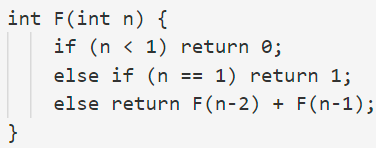 int F(int n) {
    if (n < 1) return 0;
    else if (n == 1) return 1;
    else return F(n-2) + F(n-1);
}